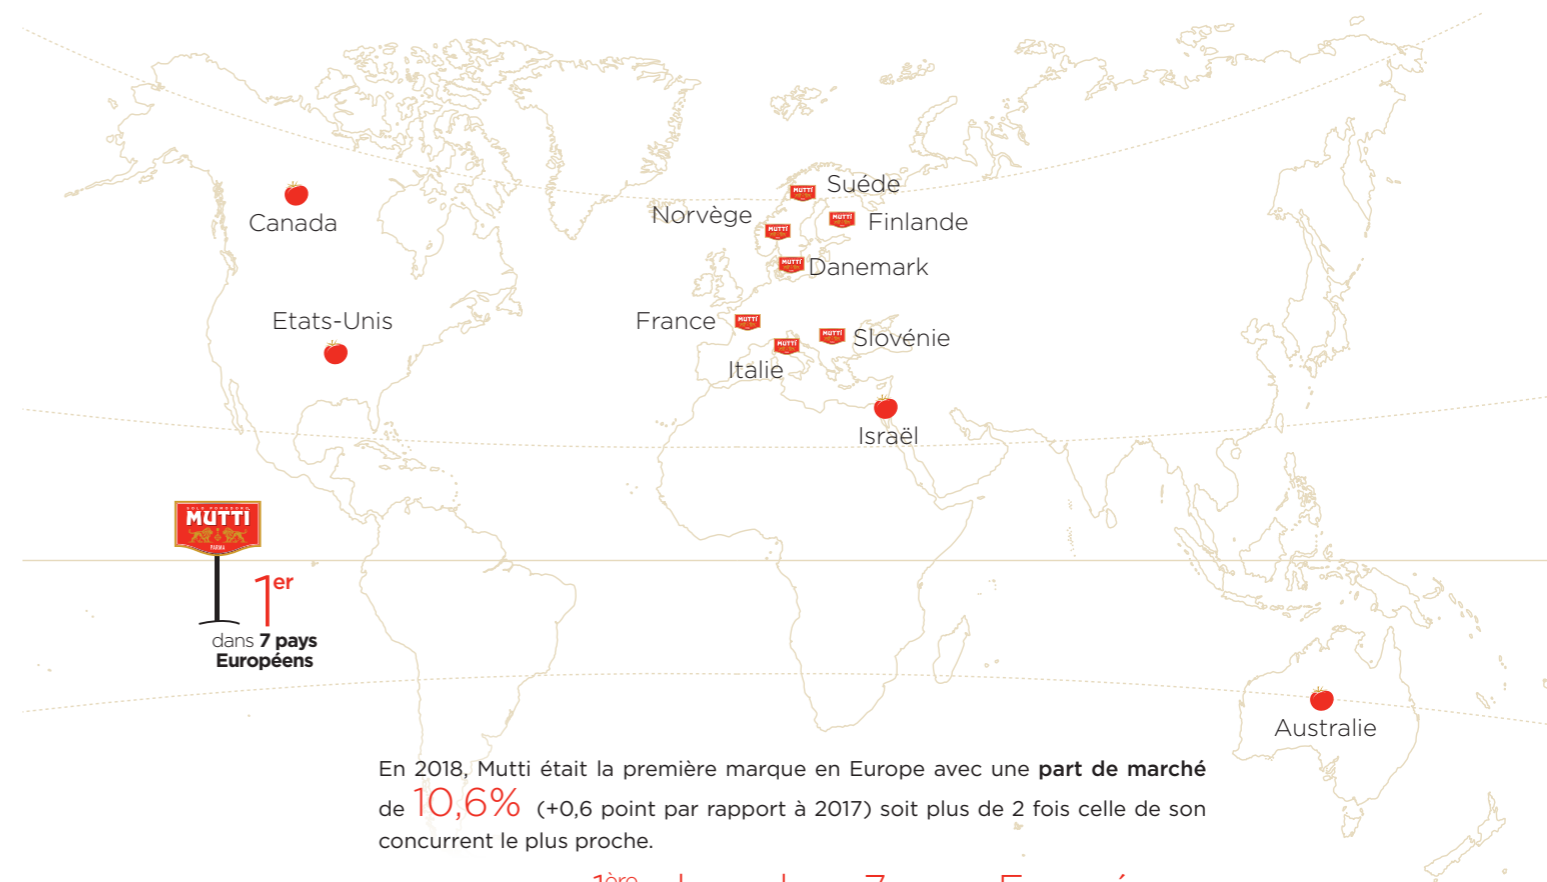 Suéde
Norvège
Finlande
Canada
Danemark
Etats-Unis
France
Slovénie
Italie
Israël
MUTTI
1er
dans 7 pays
Européens
Australie
En 2018, Mutti était la première marque en Europe avec une part de marché
de 10,6% (+0,6 point par rapport à 2017) soit plus de 2 fois celle de son
concurrent le plus proche.